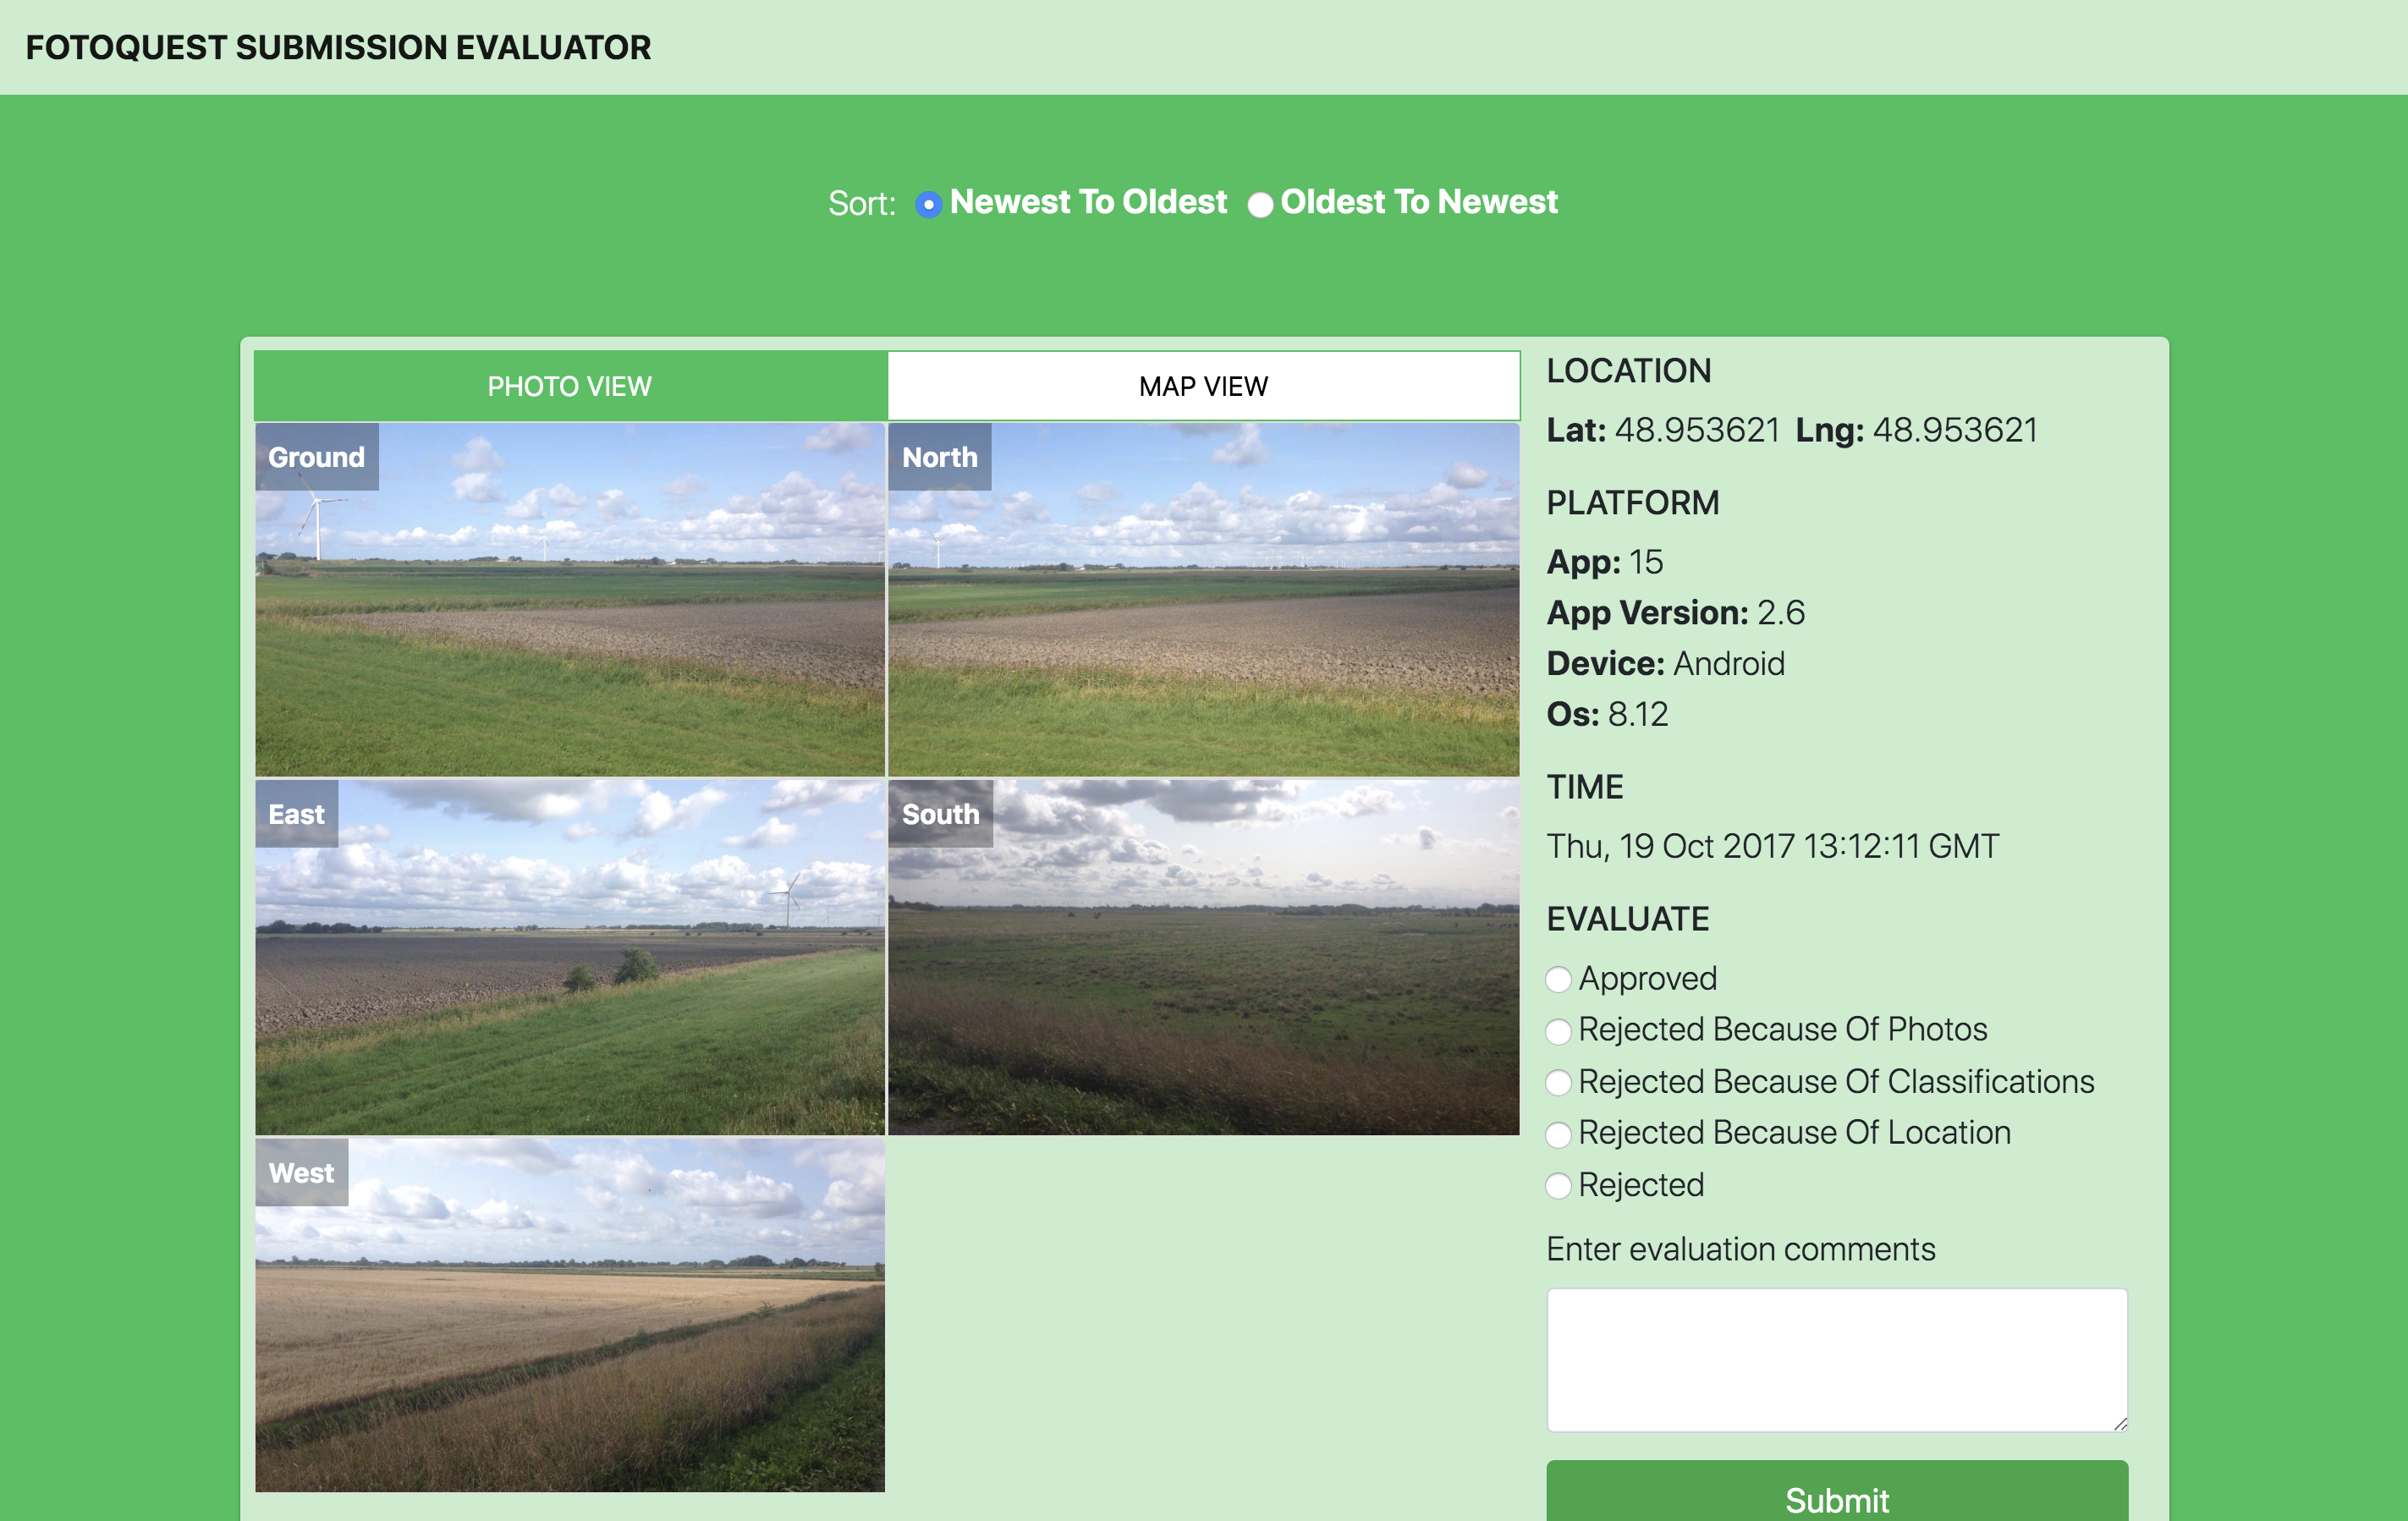 FOTOQUEST SUBMISSION EVALUATOR
Sort: Newest To Oldest Oldest To Newest
PHOTO VIEW MAP VIEW
Ground North
East South
West
LOCATION
Lat: 48.953621 Lng: 48.953621
PLATFORM
App: 15
App Version: 2.6
Device: Android
Os: 8.12
TIME
Thu, 19 Oct 2017 13:12:11 GMT
EVALUATE
Approved
Rejected Because Of Photos
Rejected Because Of Classifications
Rejected Because Of Location
Rejected
Enter evaluation comments
Submit